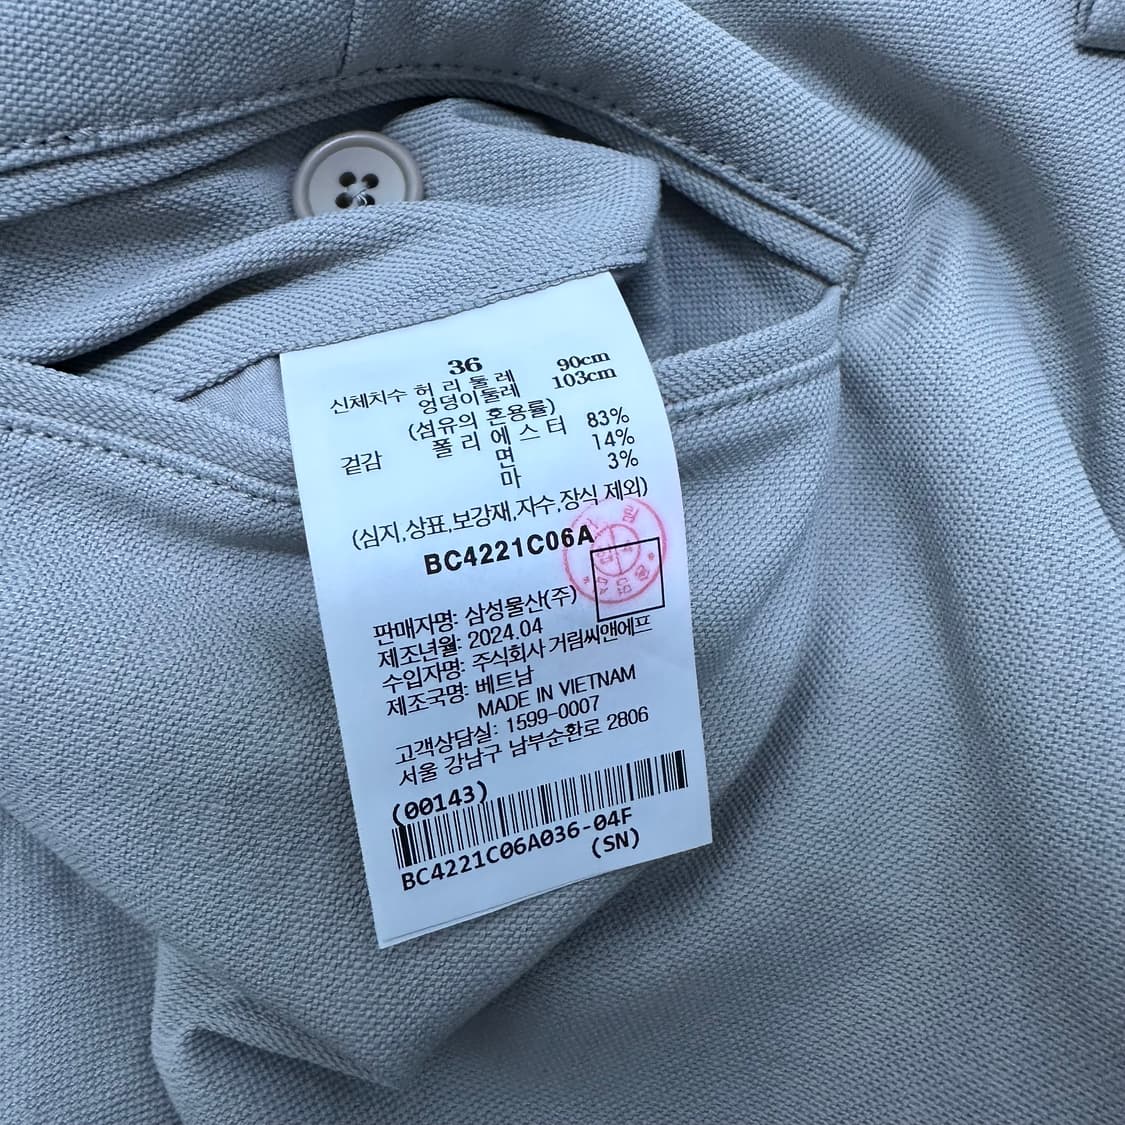 36
신체치수 허리둘레 90cm
엉덩이둘레 103cm
(섬유의 혼용률)
겉감 폴리에스터 83%
면 14%
마 3%
(심지,상표,보강재,자수,장식 제외)
BC4221C06A
판매자명: 삼성물산(주)
제조년월: 2024.04
수입자명: 주식회사 거림씨앤에프
제조국명: 베트남
MADE IN VIETNAM
고객상담실: 1599-0007
서울 강남구 남부순환로 2806
(00143)
BC4221C06A036-04F
(SN)